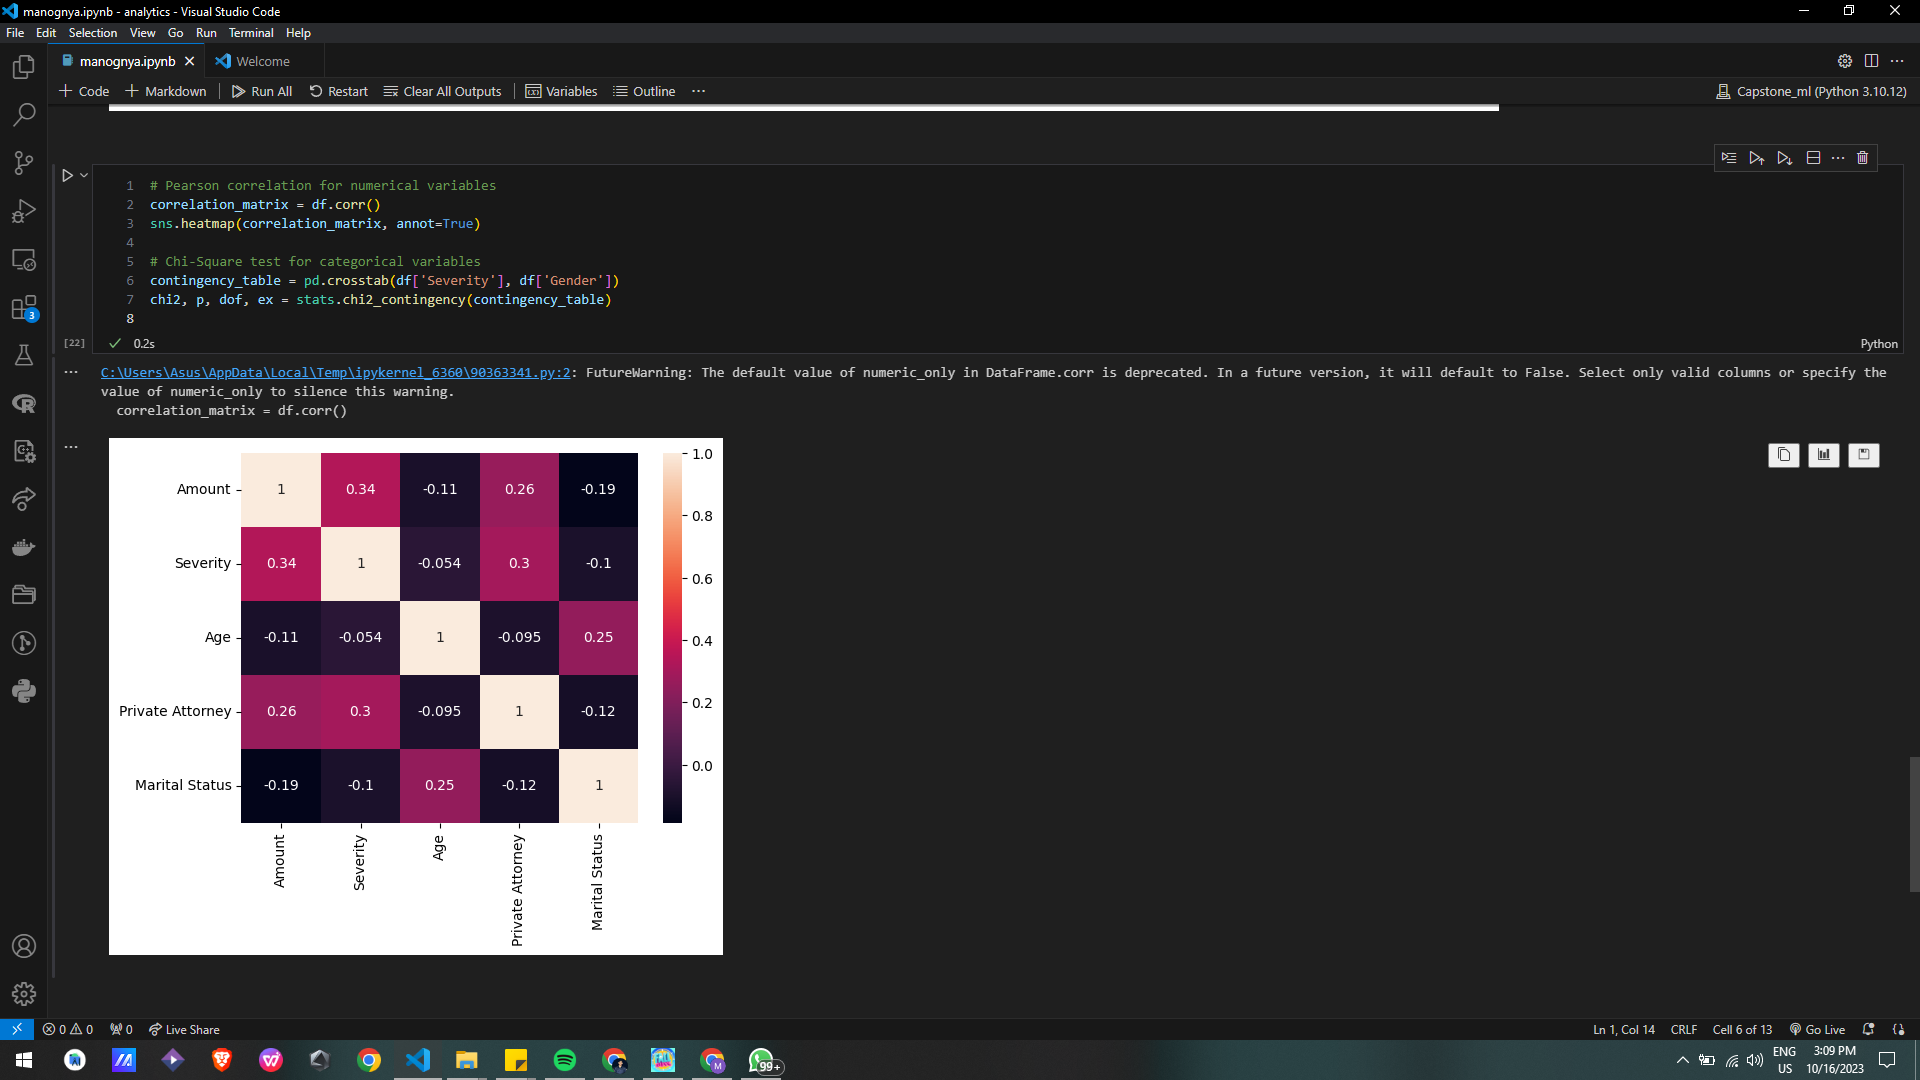 manognya.ipynb - analytics - Visual Studio Code
File Edit Selection View Go Run Terminal Help
manognya.ipynb Welcome
Code Markdown Run All Restart Clear All Outputs Variables Outline ... Capstone_ml (Python 3.10.12)
1 # Pearson correlation for numerical variables
2 correlation_matrix = df.corr()
3 sns.heatmap(correlation_matrix, annot=True)
4
5 # Chi-Square test for categorical variables
6 contingency_table = pd.crosstab(df['Severity'], df['Gender'])
7 chi2, p, dof, ex = stats.chi2_contingency(contingency_table)
8
[22] 0.2s Python
C:\Users\Asus\AppData\Local\Temp\ipykernel_6360\90363341.py:2: FutureWarning: The default value of numeric_only in DataFrame.corr is deprecated. In a future version, it will default to False. Select only valid columns or specify the
value of numeric_only to silence this warning.
correlation_matrix = df.corr()
Amount 1 0.34 -0.11 0.26 -0.19
Severity 0.34 1 -0.054 0.3 -0.1
Age -0.11 -0.054 1 -0.095 0.25
Private Attorney 0.26 0.3 -0.095 1 -0.12
Marital Status -0.19 -0.1 0.25 -0.12 1
Amount Severity Age Private Attorney Marital Status
1.0
0.8
0.6
0.4
0.2
0.0
3
0 0 0 Live Share Ln 1, Col 14 CRLF Cell 6 of 13 Go Live
99+
ENG
US
3:09 PM
10/16/2023